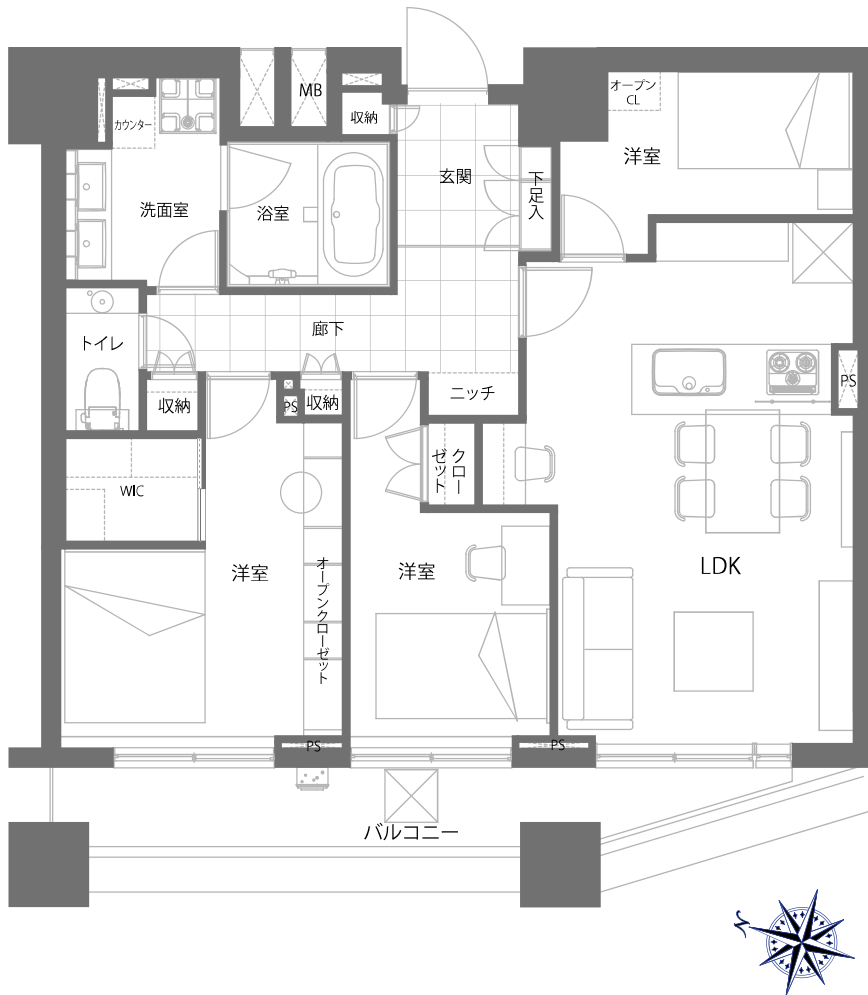 MB
収納
カウンター
オープン
CL
洋室
玄関
下足入
浴室
洗面室
廊下
トイレ
ニッチ
収納
PS
収納
PS
クロー
ゼット
WIC
洋室
オープンクローゼット
洋室
LDK
PS
PS
バルコニー
N